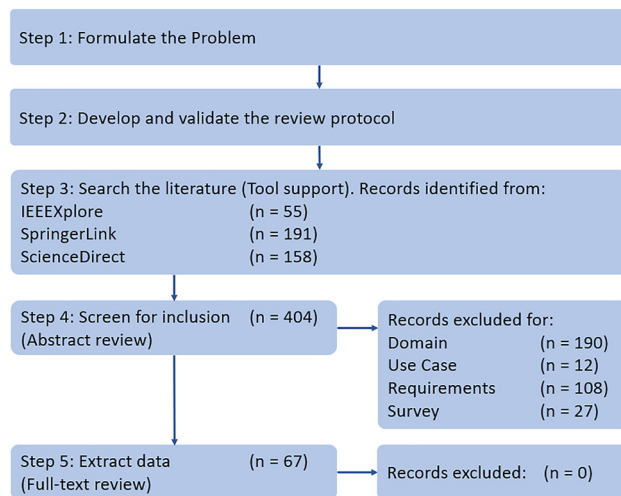 Step 1: Formulate the Problem
Step 2: Develop and validate the review protocol
Step 3: Search the literature (Tool support). Records identified from:
IEEEXplore (n = 55)
SpringerLink (n = 191)
ScienceDirect (n = 158)
Step 4: Screen for inclusion (n = 404)
(Abstract review)
Records excluded for:
Domain (n = 190)
Use Case (n = 12)
Requirements (n = 108)
Survey (n = 27)
Step 5: Extract data (n = 67)
(Full-text review)
Records excluded: (n = 0)